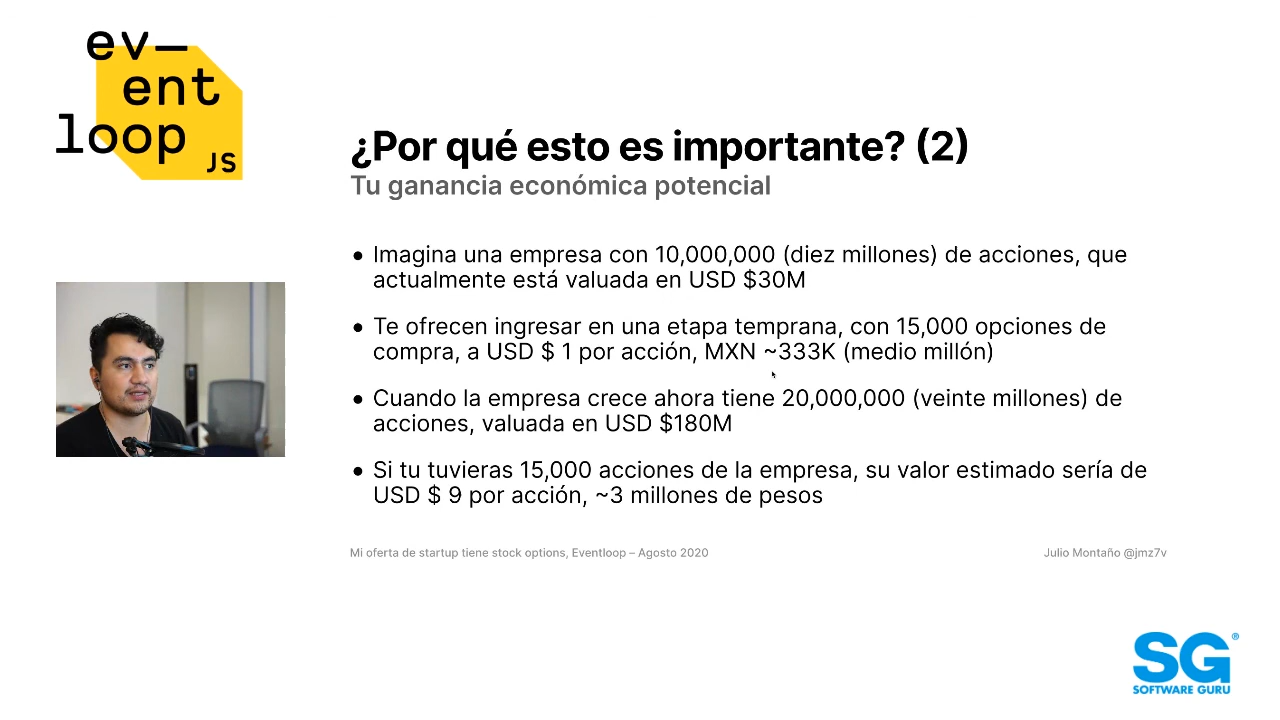 ev—
ent
loop
JS
¿Por qué esto es importante? (2)
Tu ganancia económica potencial
• Imagina una empresa con 10,000,000 (diez millones) de acciones, que
actualmente está valuada en USD $30M
• Te ofrecen ingresar en una etapa temprana, con 15,000 opciones de
compra, a USD $ 1 por acción, MXN ~333K (medio millón)
• Cuando la empresa crece ahora tiene 20,000,000 (veinte millones) de
acciones, valuada en USD $180M
• Si tu tuvieras 15,000 acciones de la empresa, su valor estimado sería de
USD $ 9 por acción, ~3 millones de pesos
Mi oferta de startup tiene stock options, Eventloop – Agosto 2020
Julio Montaño @jmz7v
SG®
SOFTWARE GURU